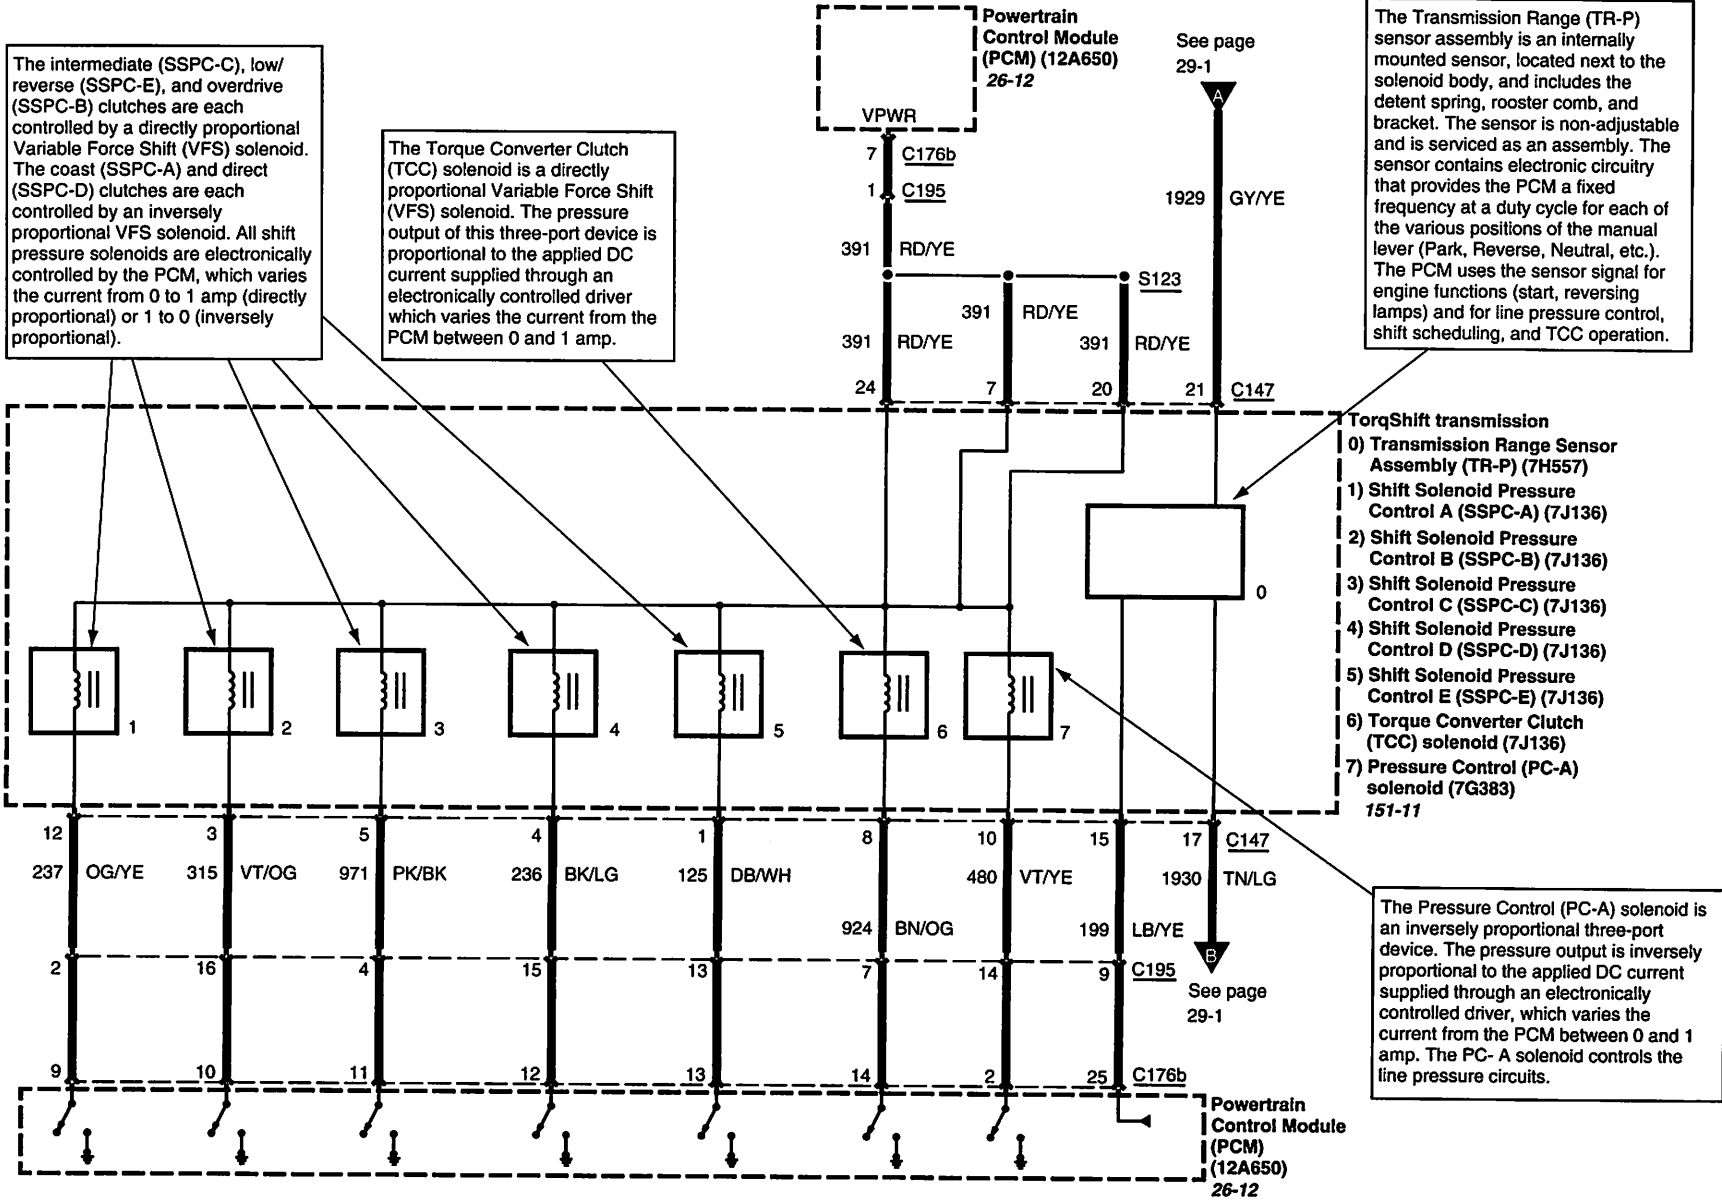 The intermediate (SSPC-C), low/
reverse (SSPC-E), and overdrive
(SSPC-B) clutches are each
controlled by a directly proportional
Variable Force Shift (VFS) solenoid.
The coast (SSPC-A) and direct
(SSPC-D) clutches are each
controlled by an inversely
proportional VFS solenoid. All shift
pressure solenoids are electronically
controlled by the PCM, which varies
the current from 0 to 1 amp (directly
proportional) or 1 to 0 (inversely
proportional).
The Torque Converter Clutch
(TCC) solenoid is a directly
proportional Variable Force Shift
(VFS) solenoid. The pressure
output of this three-port device is
proportional to the applied DC
current supplied through an
electronically controlled driver
which varies the current from the
PCM between 0 and 1 amp.
Powertrain
Control Module
(PCM) (12A650)
26-12
VPWR
7 C176b
1 C195
391 RD/YE
S123
391 RD/YE
391 RD/YE
391 RD/YE
See page
29-1
A
1929 GY/YE
24 7 20 21 C147
The Transmission Range (TR-P)
sensor assembly is an internally
mounted sensor, located next to the
solenoid body, and includes the
detent spring, rooster comb, and
bracket. The sensor is non-adjustable
and is serviced as an assembly. The
sensor contains electronic circuitry
that provides the PCM a fixed
frequency at a duty cycle for each of
the various positions of the manual
lever (Park, Reverse, Neutral, etc.).
The PCM uses the sensor signal for
engine functions (start, reversing
lamps) and for line pressure control,
shift scheduling, and TCC operation.
TorqShift transmission
0) Transmission Range Sensor
Assembly (TR-P) (7H557)
1) Shift Solenoid Pressure
Control A (SSPC-A) (7J136)
2) Shift Solenoid Pressure
Control B (SSPC-B) (7J136)
3) Shift Solenoid Pressure
Control C (SSPC-C) (7J136)
4) Shift Solenoid Pressure
Control D (SSPC-D) (7J136)
5) Shift Solenoid Pressure
Control E (SSPC-E) (7J136)
6) Torque Converter Clutch
(TCC) solenoid (7J136)
7) Pressure Control (PC-A)
solenoid (7G383)
151-11
0
1 2 3 4 5 6 7
12 3 5 4 1 8 10 15 17 C147
237 OG/YE 315 VT/OG 971 PK/BK 236 BK/LG 125 DB/WH 480 VT/YE 1930 TN/LG
924 BN/OG 199 LB/YE
B
2 16 4 15 13 7 14 9 C195
See page
29-1
9 10 11 12 13 14 2 25 C176b
The Pressure Control (PC-A) solenoid is
an inversely proportional three-port
device. The pressure output is inversely
proportional to the applied DC current
supplied through an electronically
controlled driver, which varies the
current from the PCM between 0 and 1
amp. The PC- A solenoid controls the
line pressure circuits.
Powertrain
Control Module
(PCM)
(12A650)
26-12